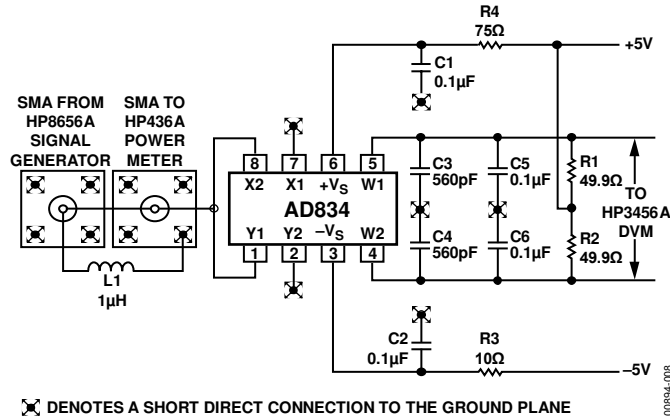 R4
75Ω
+5V
C1
0.1µF
SMA FROM
HP8656A
SIGNAL
GENERATOR
SMA TO
HP436A
POWER
METER
8
7
6
5
X2
X1
+VS
W1
AD834
Y1
Y2
–VS
W2
1
2
3
4
C3
560pF
C5
0.1µF
R1
49.9Ω
TO
HP3456A
DVM
C4
560pF
C6
0.1µF
R2
49.9Ω
L1
1µH
C2
0.1µF
R3
10Ω
–5V
DENOTES A SHORT DIRECT CONNECTION TO THE GROUND PLANE
00894-008